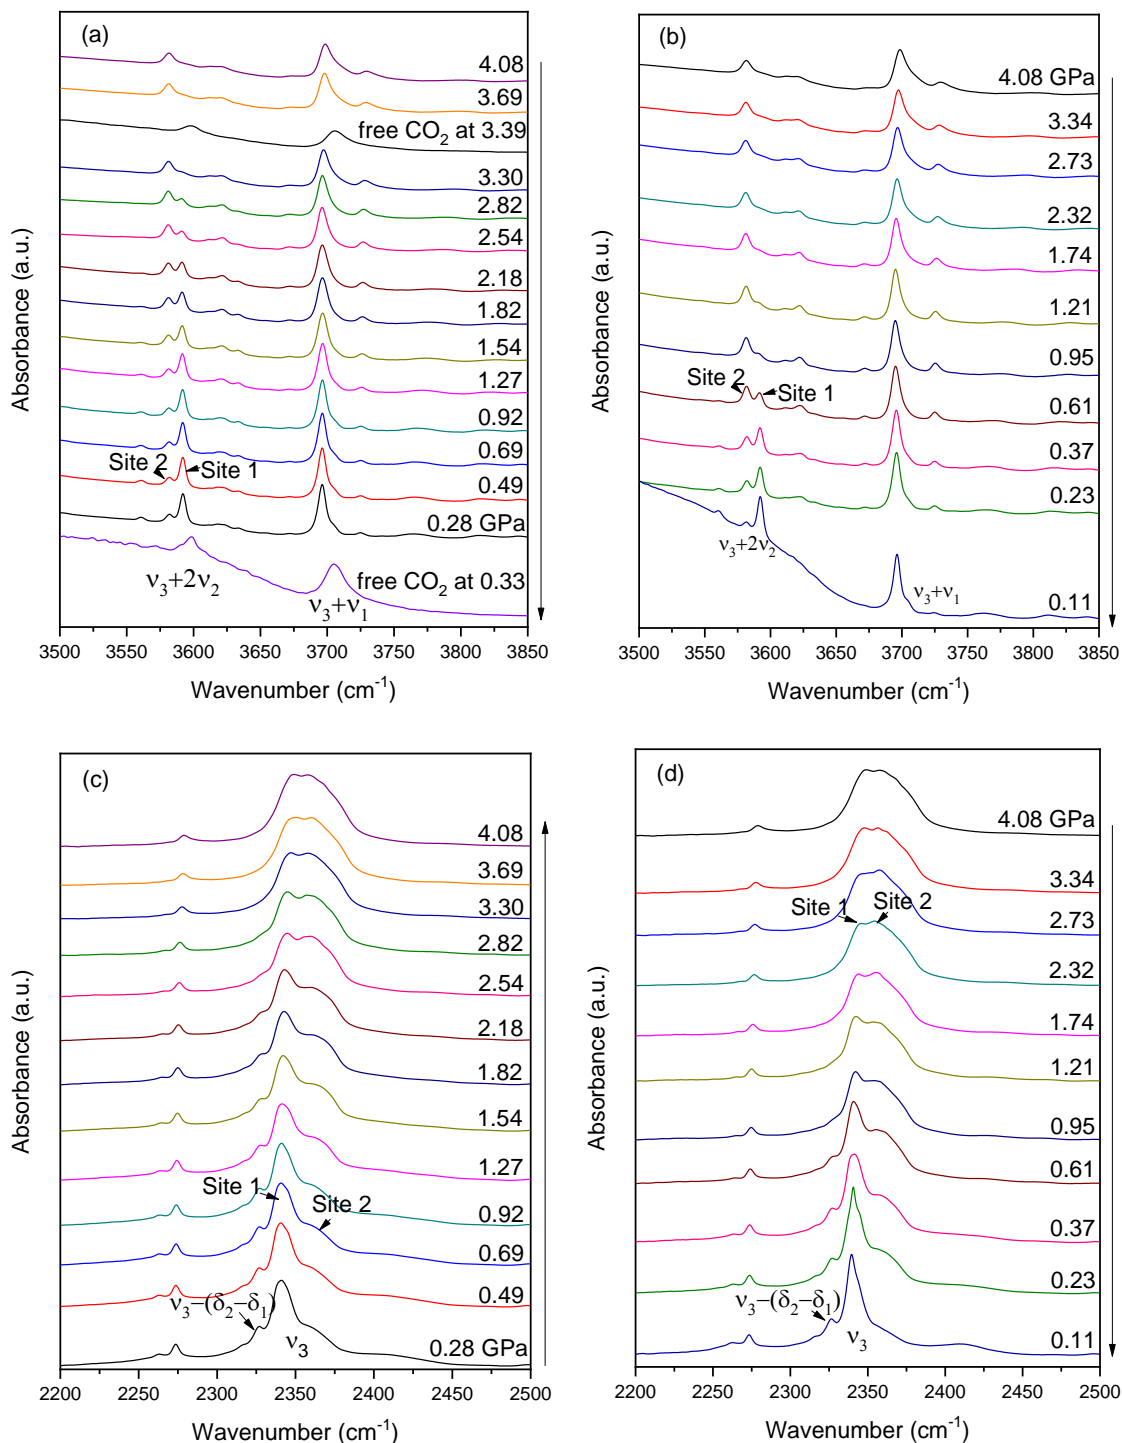 (a)
4.08
3.69
free CO₂ at 3.39
3.30
2.82
2.54
2.18
1.82
1.54
1.27
0.92
0.69
Site 2
Site 1
0.49
0.28 GPa
free CO₂ at 0.33
ν₃+2ν₂
ν₃+ν₁
3500 3550 3600 3650 3700 3750 3800 3850
Wavenumber (cm⁻¹)
Absorbance (a.u.)
(b)
4.08 GPa
3.34
2.73
2.32
1.74
1.21
0.95
Site 2
Site 1
0.61
0.37
0.23
ν₃+2ν₂
ν₃+ν₁
0.11
3500 3550 3600 3650 3700 3750 3800 3850
Wavenumber (cm⁻¹)
Absorbance (a.u.)
(c)
4.08
3.69
3.30
2.82
2.54
2.18
1.82
1.54
1.27
Site 1
Site 2
0.92
0.69
0.49
ν₃−(δ₂−δ₁)
ν₃
0.28 GPa
2200 2250 2300 2350 2400 2450 2500
Wavenumber (cm⁻¹)
Absorbance (a.u.)
(d)
4.08 GPa
3.34
Site 1
Site 2
2.73
2.32
1.74
1.21
0.95
0.61
0.37
0.23
ν₃−(δ₂−δ₁)
ν₃
0.11
2200 2250 2300 2350 2400 2450 2500
Wavenumber (cm⁻¹)
Absorbance (a.u.)